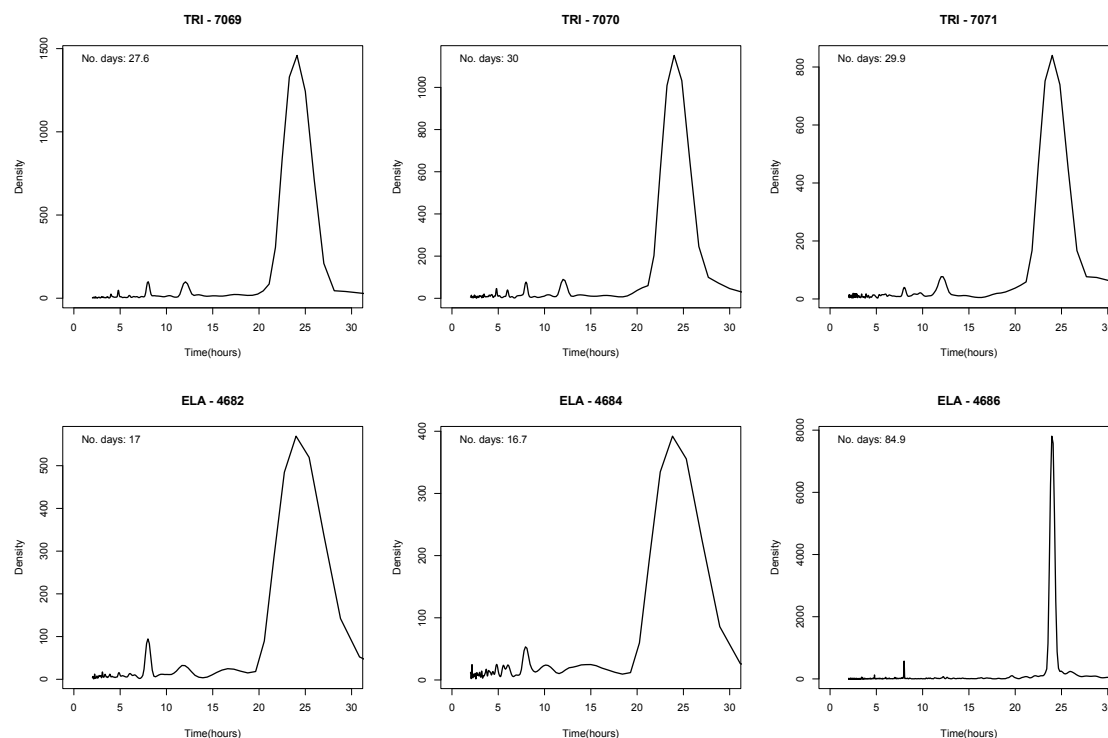 TRI - 7069
No. days: 27.6
Density
0 500 1000 1500
0 5 10 15 20 25 30
Time(hours)
TRI - 7070
No. days: 30
Density
0 200 400 600 800 1000
0 5 10 15 20 25 30
Time(hours)
TRI - 7071
No. days: 29.9
Density
0 200 400 600 800
0 5 10 15 20 25 30
Time(hours)
ELA - 4682
No. days: 17
Density
0 100 200 300 400 500
0 5 10 15 20 25 30
Time(hours)
ELA - 4684
No. days: 16.7
Density
0 100 200 300 400
0 5 10 15 20 25 30
Time(hours)
ELA - 4686
No. days: 84.9
Density
0 2000 4000 6000 8000
0 5 10 15 20 25 30
Time(hours)